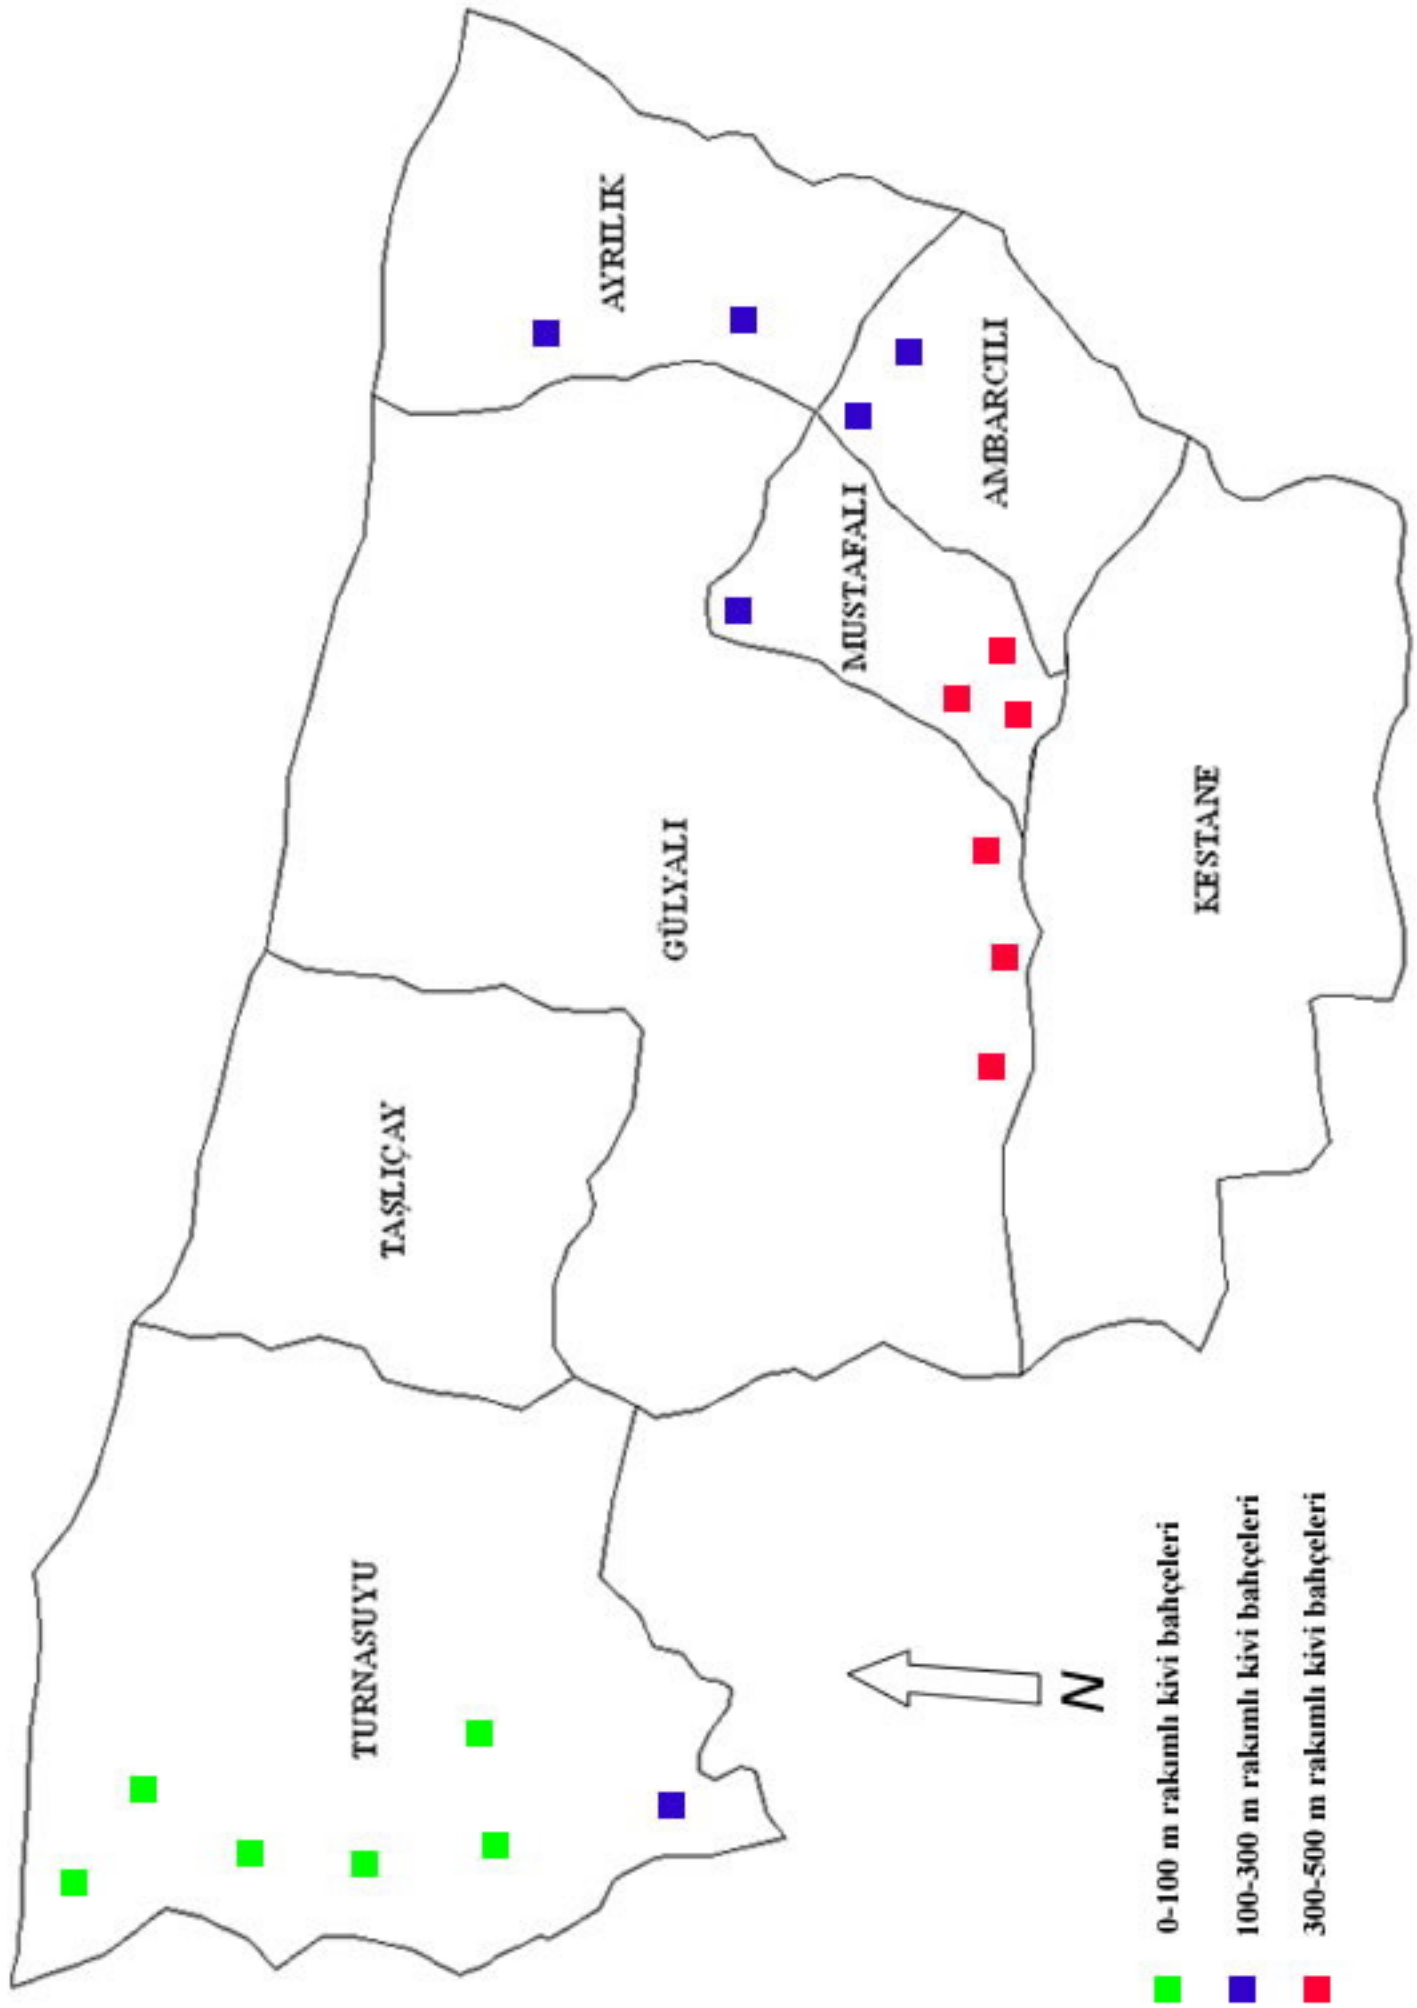 TURNASUYU
TAŞLIÇAY
GÜLYALI
AYRILIK
MUSTAFALI
AMBARCILI
KESTANE
N
0-100 m rakımlı kivi bahçeleri
100-300 m rakımlı kivi bahçeleri
300-500 m rakımlı kivi bahçeleri